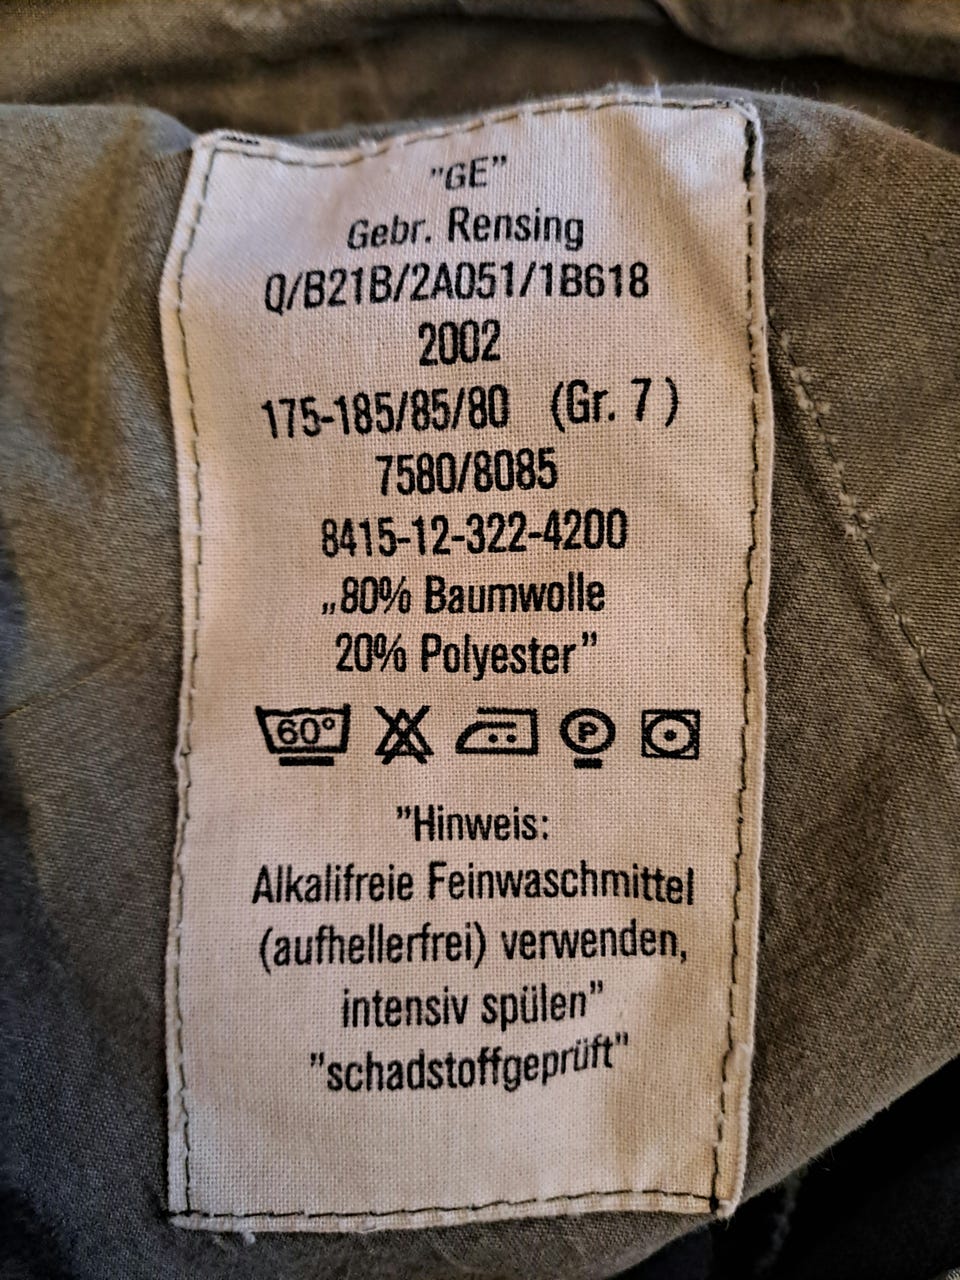 "GE"
Gebr. Rensing
Q/B21B/2A051/1B618
2002
175-185/85/80 (Gr. 7 )
7580/8085
8415-12-322-4200
„80% Baumwolle
20% Polyester”
60° P
"Hinweis:
Alkalifreie Feinwaschmittel
(aufhellerfrei) verwenden,
intensiv spülen”
"schadstoffgeprüft"